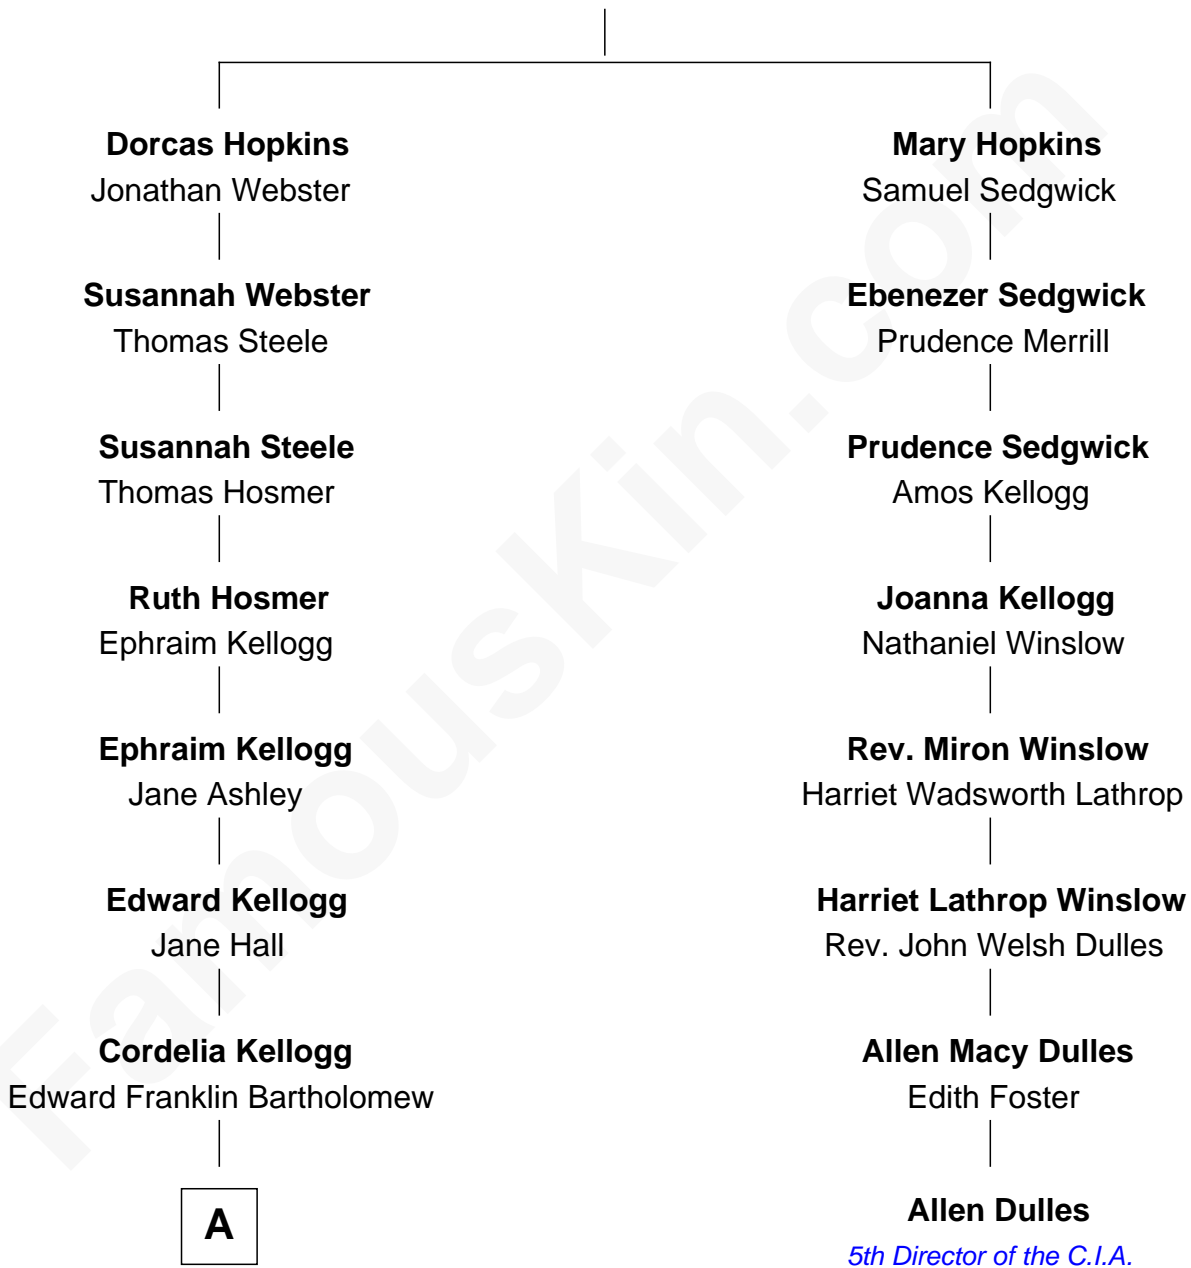 Dorcas Hopkins
Jonathan Webster
Susannah Webster
Thomas Steele
Susannah Steele
Thomas Hosmer
Ruth Hosmer
Ephraim Kellogg
Ephraim Kellogg
Jane Ashley
Edward Kellogg
Jane Hall
Cordelia Kellogg
Edward Franklin Bartholomew
A
Mary Hopkins
Samuel Sedgwick
Ebenezer Sedgwick
Prudence Merrill
Prudence Sedgwick
Amos Kellogg
Joanna Kellogg
Nathaniel Winslow
Rev. Miron Winslow
Harriet Wadsworth Lathrop
Harriet Lathrop Winslow
Rev. John Welsh Dulles
Allen Macy Dulles
Edith Foster
Allen Dulles
5th Director of the C.I.A.
FamousKin.com